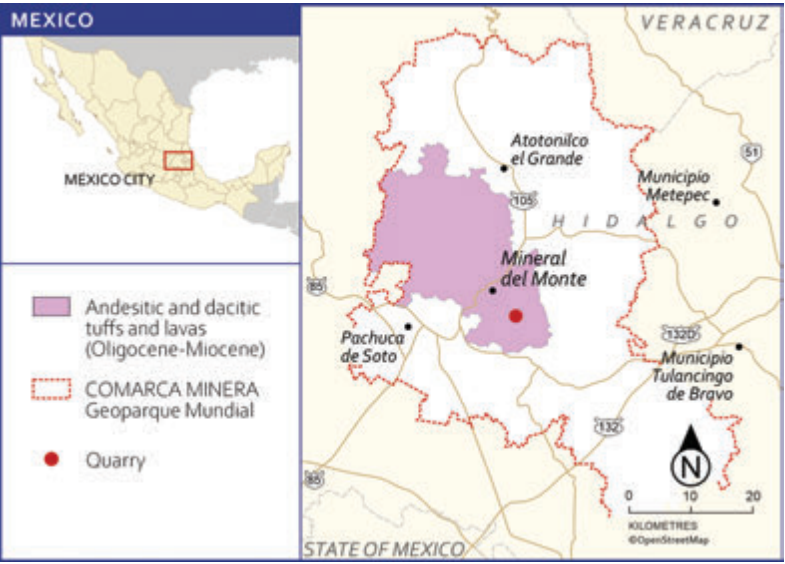 MEXICO
MEXICO CITY
Andesitic and dacitic
tuffs and lavas
(Oligocene-Miocene)
COMARCA MINERA
Geoparque Mundial
Quarry
VERACRUZ
51
Atotonilco
el Grande
Municipio
Metepec
105
HIDALGO
Mineral
del Monte
85
Pachuca
de Soto
132D
Municipio
Tulancingo
de Bravo
132
N
85
0 10 20
KILOMETRES
©OpenStreetMap
STATE OF MEXICO